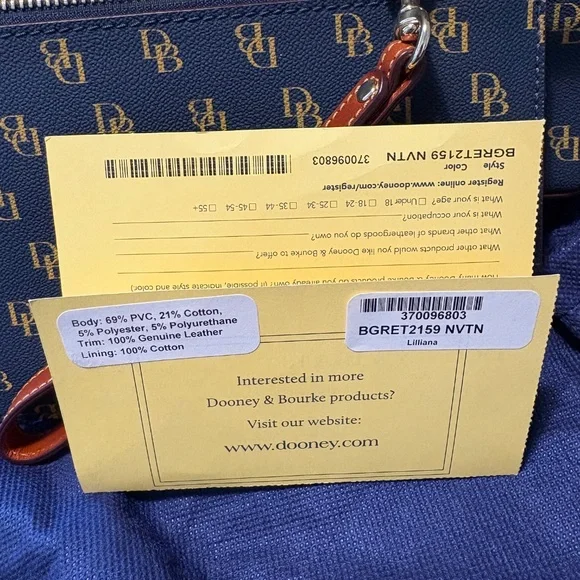 Style Color
BGRET2159 NVTN
370096803
Register online: www.dooney.com/register
What is your age? □ Under 18 □ 18-24 □ 25-34 □ 35-44 □ 45-54 □ 55+
What is your occupation?
What other brands of leathergoods do you own?
What other products would you like Dooney & Bourke to offer?
Body: 69% PVC, 21% Cotton,
5% Polyester, 5% Polyurethane
Trim: 100% Genuine Leather
Lining: 100% Cotton
370096803
BGRET2159 NVTN
Lilliana
Interested in more
Dooney & Bourke products?
Visit our website:
www.dooney.com